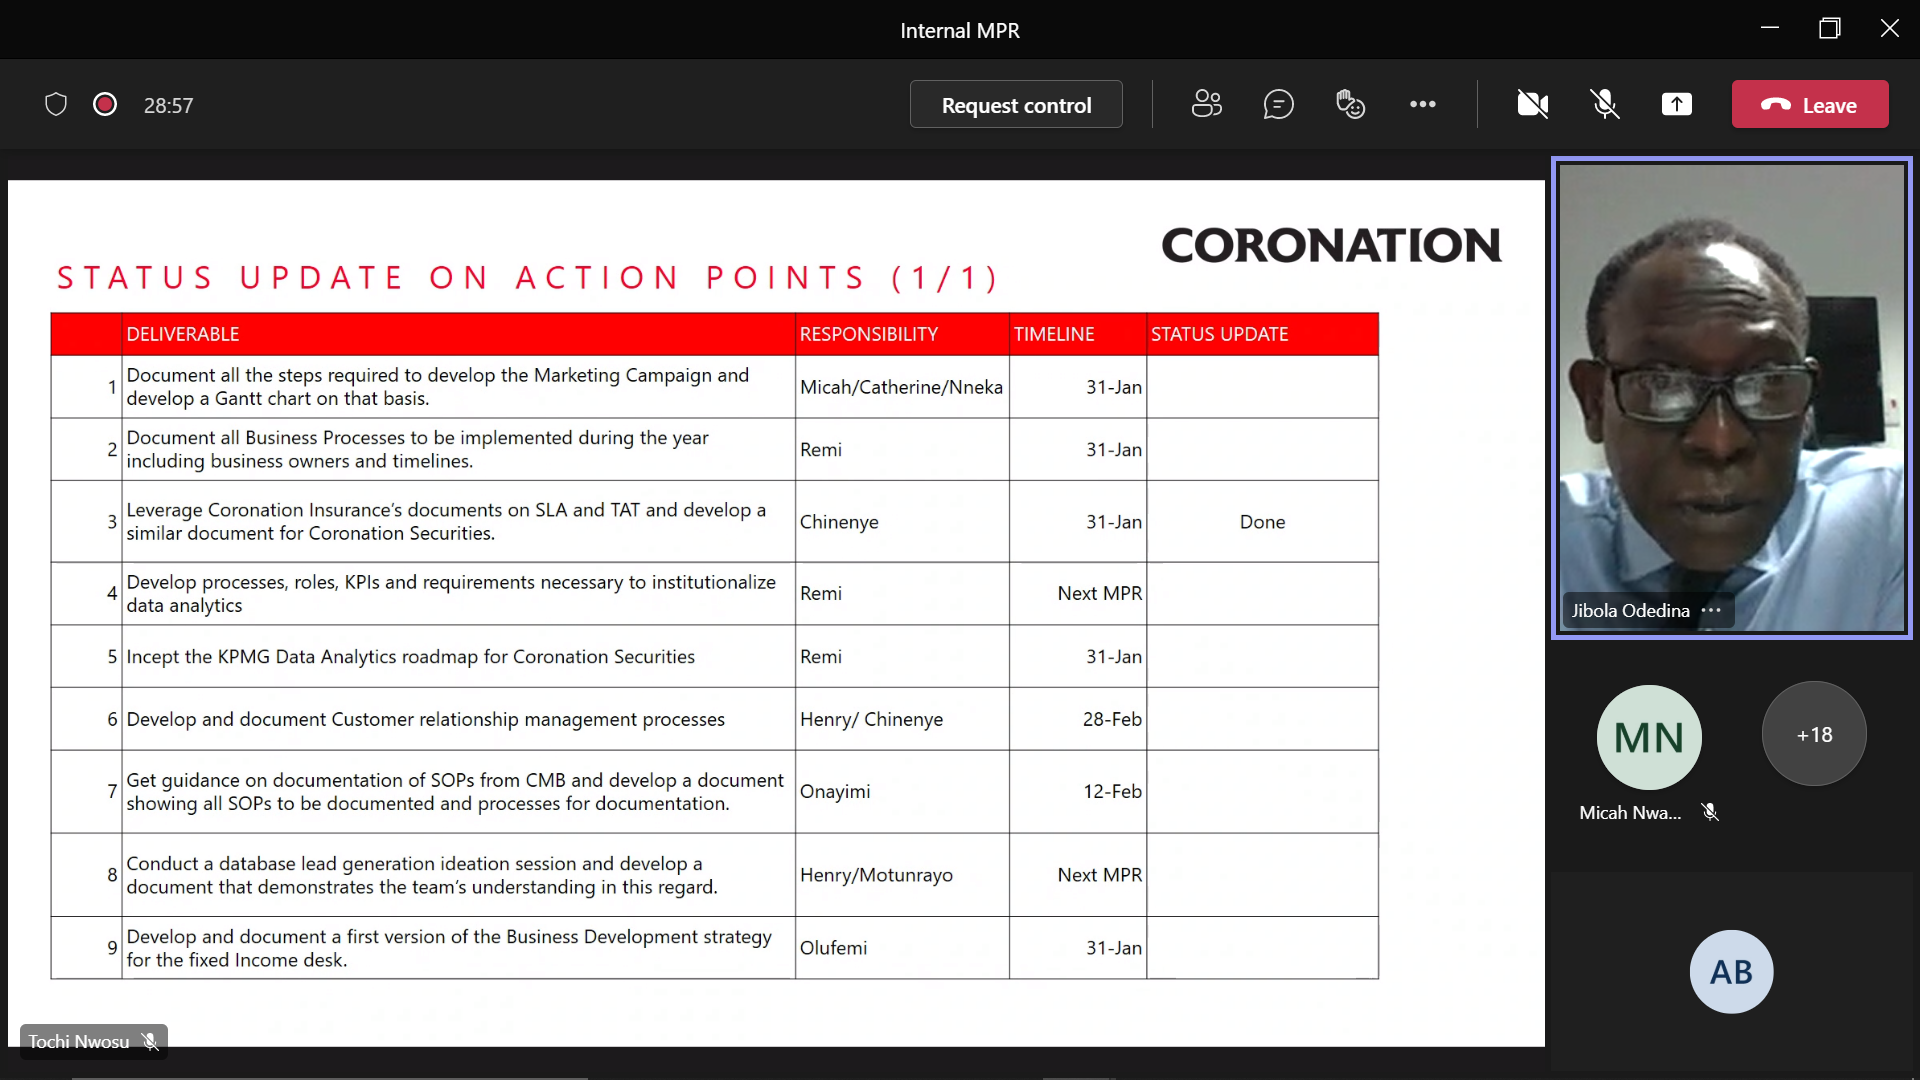 Internal MPR
28:57
Request control
Leave
CORONATION
STATUS UPDATE ON ACTION POINTS (1/1)
DELIVERABLE RESPONSIBILITY TIMELINE STATUS UPDATE
1 Document all the steps required to develop the Marketing Campaign and
develop a Gantt chart on that basis.
Micah/Catherine/Nneka 31-Jan
2 Document all Business Processes to be implemented during the year
including business owners and timelines.
Remi 31-Jan
3 Leverage Coronation Insurance's documents on SLA and TAT and develop a
similar document for Coronation Securities.
Chinenye 31-Jan Done
4 Develop processes, roles, KPIs and requirements necessary to institutionalize
data analytics
Remi Next MPR
5 Incept the KPMG Data Analytics roadmap for Coronation Securities Remi 31-Jan
6 Develop and document Customer relationship management processes Henry/ Chinenye 28-Feb
7 Get guidance on documentation of SOPs from CMB and develop a document
showing all SOPs to be documented and processes for documentation.
Onayimi 12-Feb
8 Conduct a database lead generation ideation session and develop a
document that demonstrates the team's understanding in this regard.
Henry/Motunrayo Next MPR
9 Develop and document a first version of the Business Development strategy
for the fixed Income desk.
Olufemi 31-Jan
Tochi Nwosu
Jibola Odedina
MN
+18
Micah Nwa...
AB